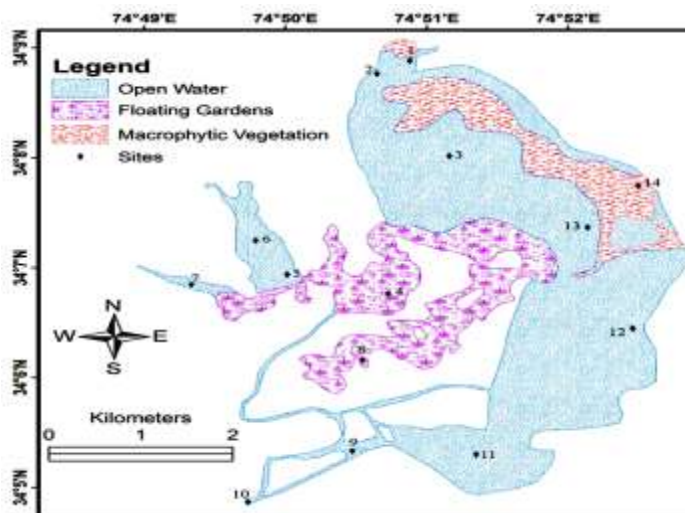 74°49'E 74°50'E 74°51'E 74°52'E
34°9'N
34°8'N
34°7'N
34°6'N
34°5'N
Legend
Open Water
Floating Gardens
Macrophytic Vegetation
Sites
1
2
3
14
13
6
5
7
4
12
8
9
11
10
N
W E
S
Kilometers
0 1 2